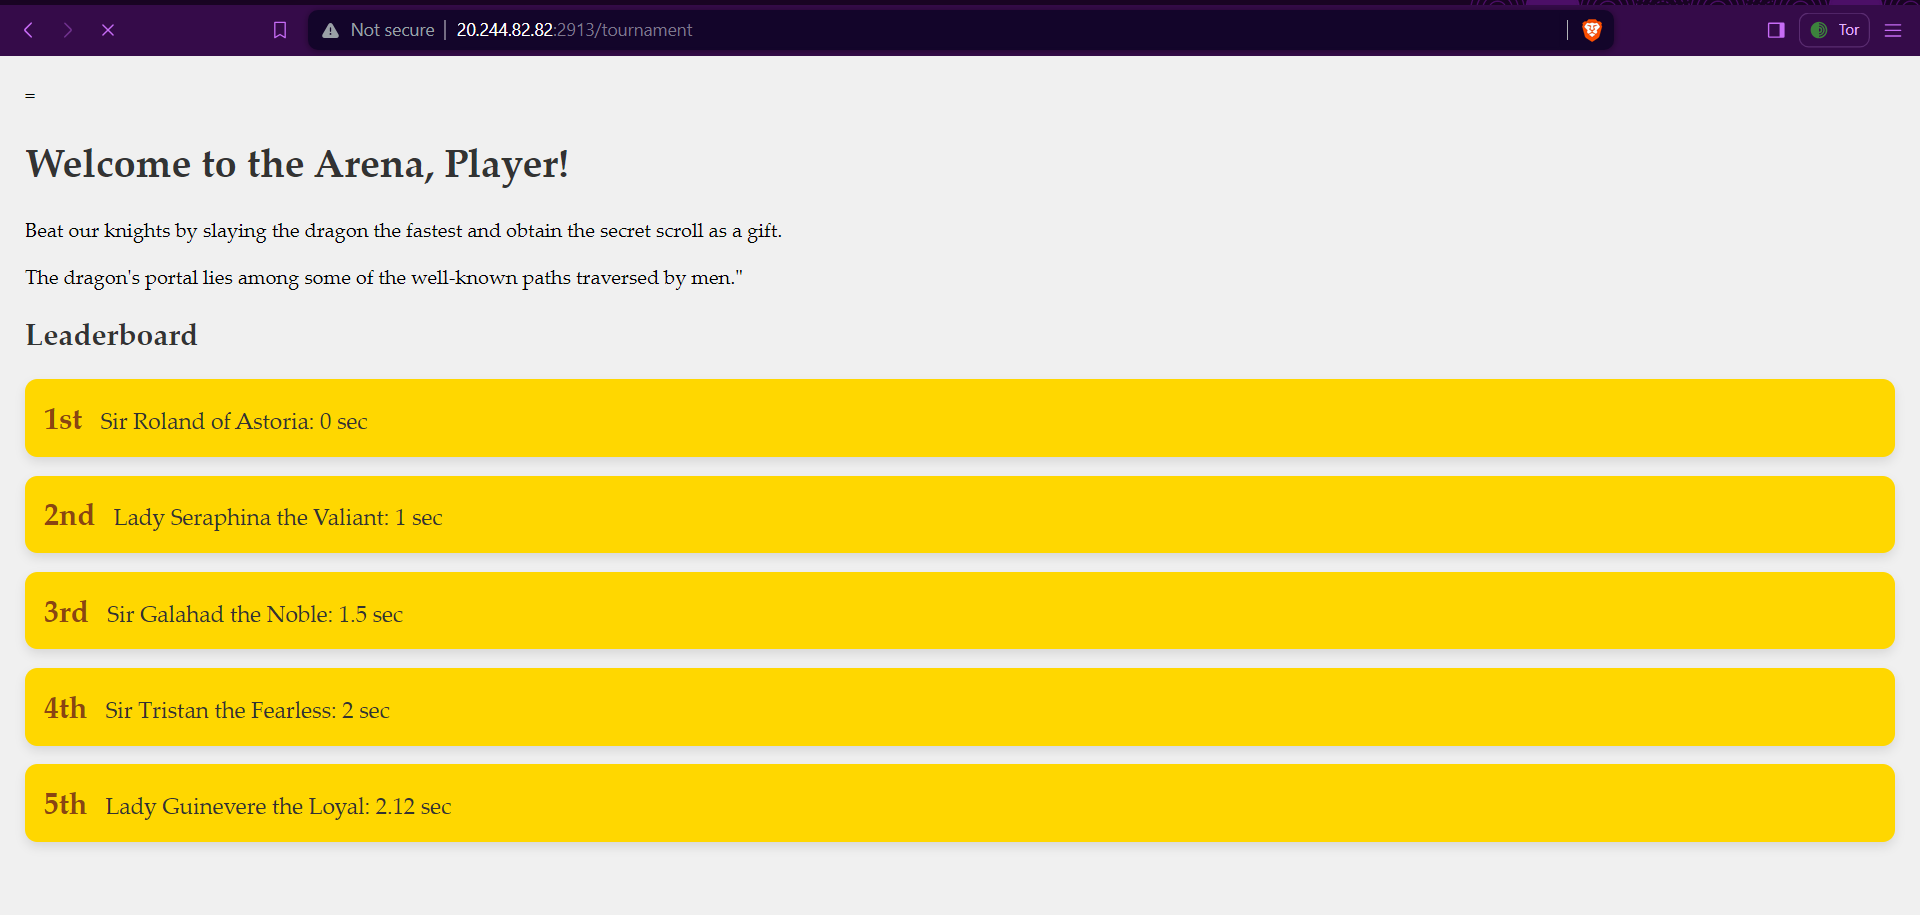 Not secure 20.244.82.82:2913/tournament Tor
=
Welcome to the Arena, Player!
Beat our knights by slaying the dragon the fastest and obtain the secret scroll as a gift.
The dragon's portal lies among some of the well-known paths traversed by men."
Leaderboard
1st Sir Roland of Astoria: 0 sec
2nd Lady Seraphina the Valiant: 1 sec
3rd Sir Galahad the Noble: 1.5 sec
4th Sir Tristan the Fearless: 2 sec
5th Lady Guinevere the Loyal: 2.12 sec